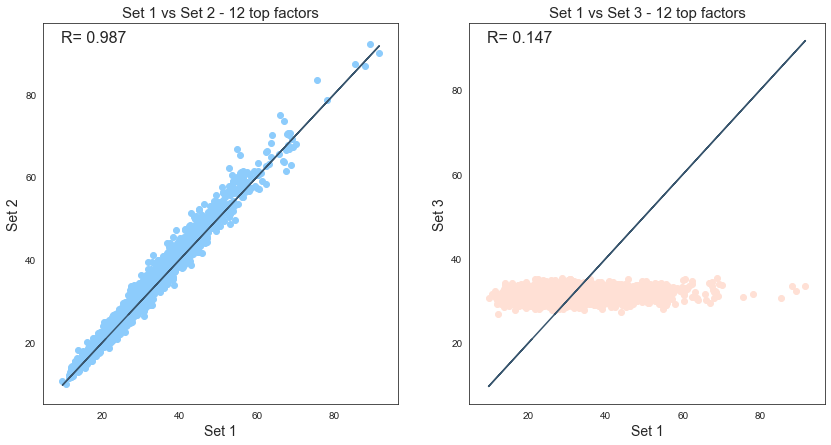 Set 1 vs Set 2 - 12 top factors
R= 0.987
Set 2
80
60
40
20
20 40 60 80
Set 1
Set 1 vs Set 3 - 12 top factors
R= 0.147
Set 3
80
60
40
20
20 40 60 80
Set 1